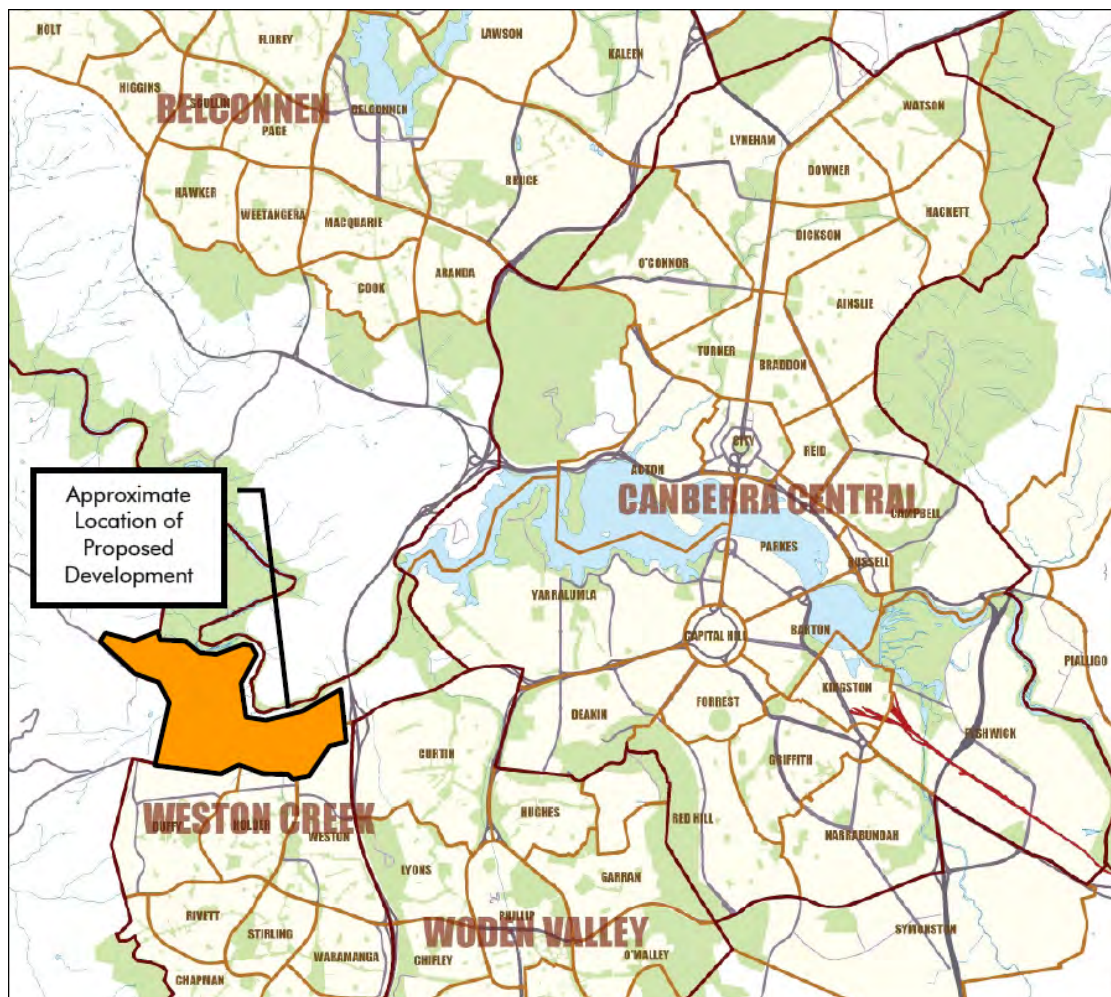 HOLT
FLOREY
LAWSON
KALEEN
HIGGINS
SCULLIN
BELCONNEN
BELCONNEN
PAGE
WATSON
LYNEHAM
DOWNER
BRUCE
HAWKER
WEETANGERA
MACQUARIE
HACKETT
DICKSON
O'CONNOR
COOK
ARANDA
AINSLIE
TURNER
BRADDON
CITY
REID
ACTON
CANBERRA CENTRAL
CAMPBELL
Approximate
Location of
Proposed
Development
PARKES
RUSSELL
YARRALUMLA
CAPITAL HILL
BARTON
PIALLIGO
KINGSTON
FORREST
DEAKIN
FYSHWICK
CURTIN
GRIFFITH
WESTON CREEK
DUFFY
HOLDER
WESTON
HUGHES
RED HILL
NARRABUNDAH
LYONS
GARRAN
RIVETT
PHILLIP
WODEN VALLEY
STIRLING
SYMONSTON
WARAMANGA
CHIFLEY
O'MALLEY
CHAPMAN